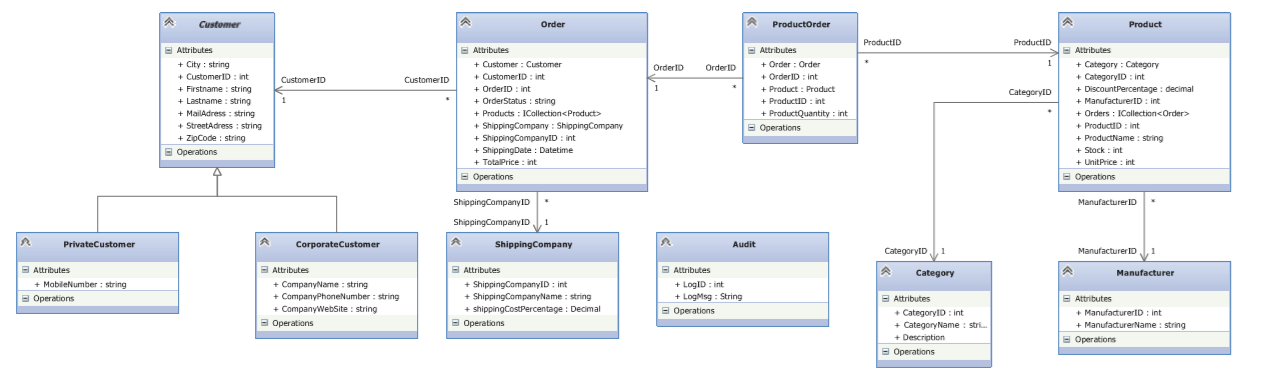 Customer
Attributes
+ City : string
+ CustomerID : int
+ Firstname : string
+ Lastname : string
+ MailAdress : string
+ StreetAdress : string
+ ZipCode : string
Operations
CustomerID
1
CustomerID
*
Order
Attributes
+ Customer : Customer
+ CustomerID : int
+ OrderID : int
+ OrderStatus : string
+ Products : ICollection<Product>
+ ShippingCompany : ShippingCompany
+ ShippingCompanyID : int
+ ShippingDate : Datetime
+ TotalPrice : int
Operations
OrderID
1
OrderID
*
ProductOrder
Attributes
+ Order : Order
+ OrderID : int
+ Product : Product
+ ProductID : int
+ ProductQuantity : int
Operations
ProductID
*
ProductID
1
Product
Attributes
+ Category : Category
+ CategoryID : int
+ DiscountPercentage : decimal
+ ManufacturerID : int
+ Orders : ICollection<Order>
+ ProductID : int
+ ProductName : string
+ Stock : int
+ UnitPrice : int
Operations
CategoryID
*
ShippingCompanyID *
ShippingCompanyID 1
ManufacturerID *
ManufacturerID 1
CategoryID 1
PrivateCustomer
Attributes
+ MobileNumber : string
Operations
CorporateCustomer
Attributes
+ CompanyName : string
+ CompanyPhoneNumber : string
+ CompanyWebSite : string
Operations
ShippingCompany
Attributes
+ ShippingCompanyID : int
+ ShippingCompanyName : string
+ shippingCostPercentage : Decimal
Operations
Audit
Attributes
+ LogID : int
+ LogMsg : String
Operations
Category
Attributes
+ CategoryID : int
+ CategoryName : stri...
+ Description
Operations
Manufacturer
Attributes
+ ManufacturerID : int
+ ManufacturerName : string
Operations